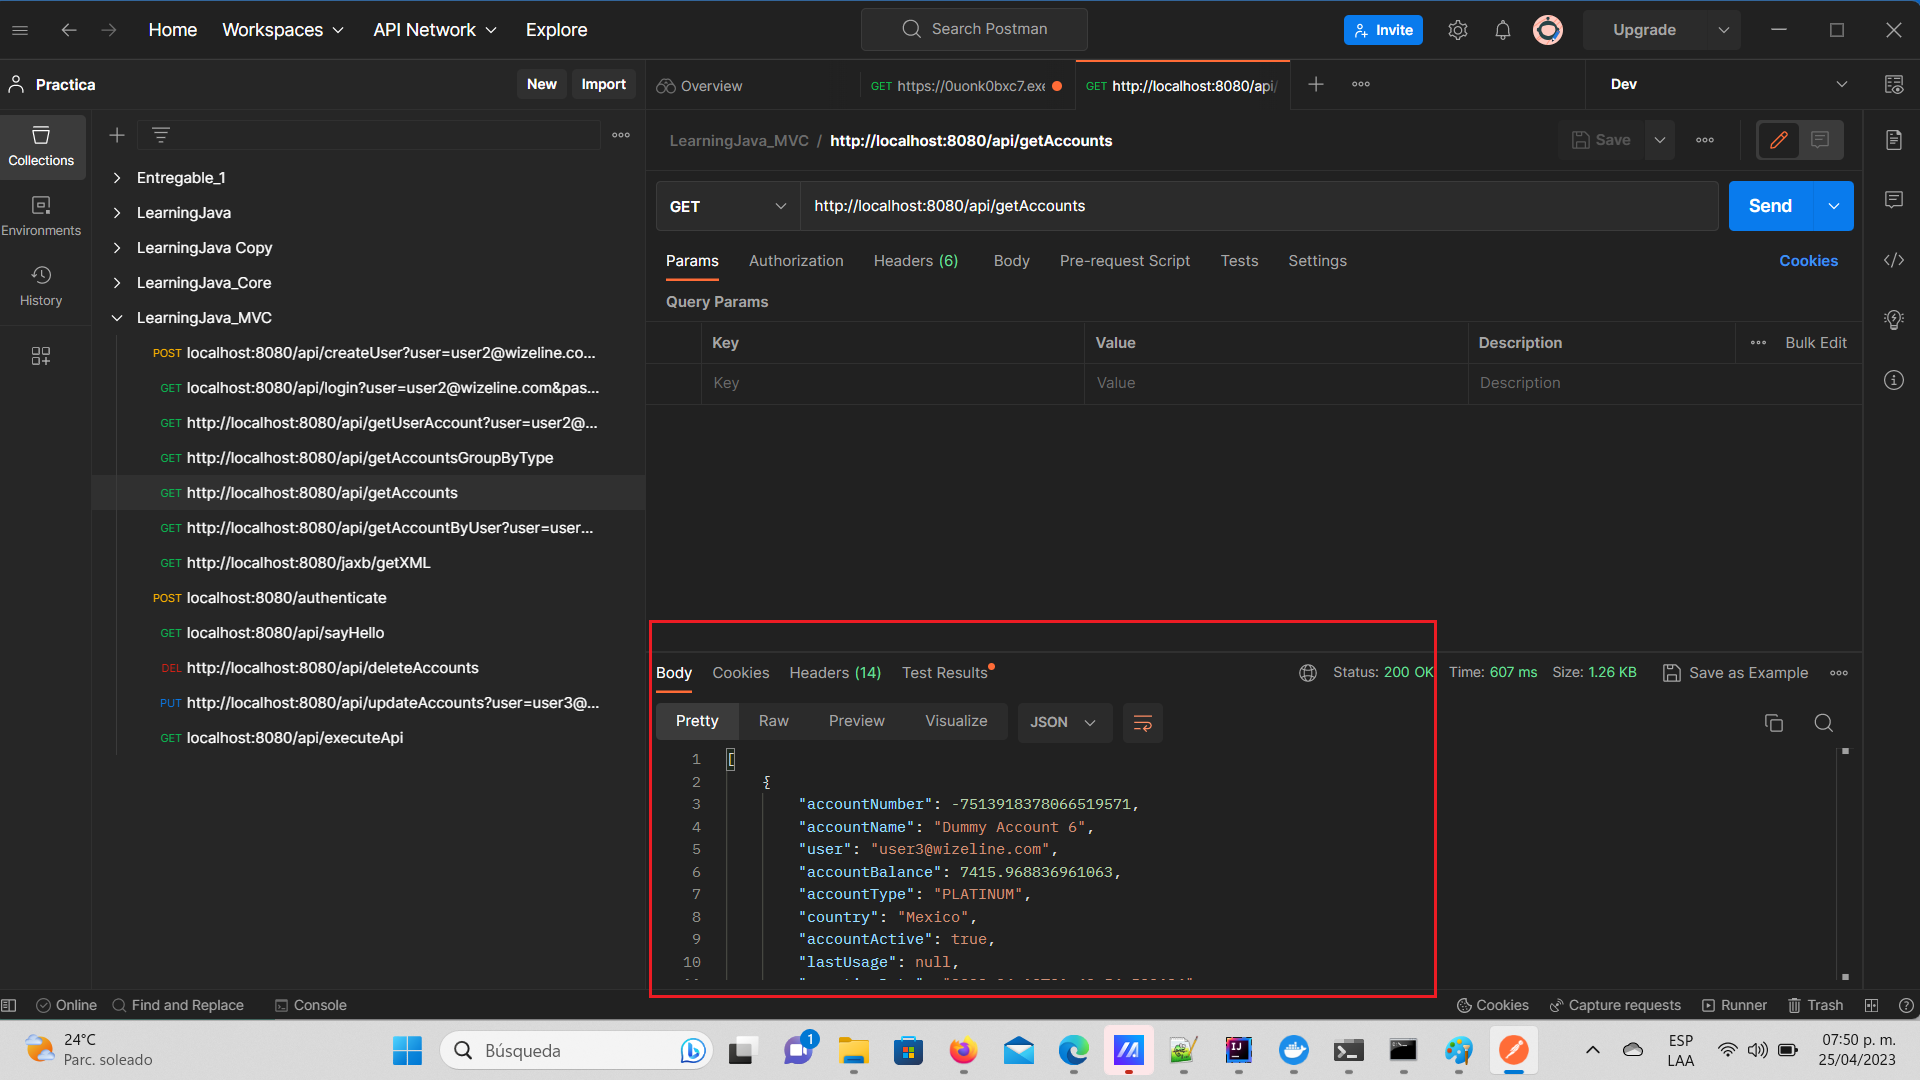 Home Workspaces API Network Explore Search Postman Invite Upgrade
Practica New Import
Overview GET https://0uonk0bxc7.exe GET http://localhost:8080/api/ Dev
Collections
Environments
History
Entregable_1
LearningJava
LearningJava Copy
LearningJava_Core
LearningJava_MVC
POST localhost:8080/api/createUser?user=user2@wizeline.co...
GET localhost:8080/api/login?user=user2@wizeline.com&pas...
GET http://localhost:8080/api/getUserAccount?user=user2@...
GET http://localhost:8080/api/getAccountsGroupByType
GET http://localhost:8080/api/getAccounts
GET http://localhost:8080/api/getAccountByUser?user=user...
GET http://localhost:8080/jaxb/getXML
POST localhost:8080/authenticate
GET localhost:8080/api/sayHello
DEL http://localhost:8080/api/deleteAccounts
PUT http://localhost:8080/api/updateAccounts?user=user3@...
GET localhost:8080/api/executeApi
LearningJava_MVC / http://localhost:8080/api/getAccounts Save
GET http://localhost:8080/api/getAccounts Send
Params Authorization Headers (6) Body Pre-request Script Tests Settings Cookies
Query Params
Key Value Description Bulk Edit
Key Value Description
Body Cookies Headers (14) Test Results Status: 200 OK Time: 607 ms Size: 1.26 KB Save as Example
Pretty Raw Preview Visualize JSON
1 [
2 {
3 "accountNumber": -7513918378066519571,
4 "accountName": "Dummy Account 6",
5 "user": "user3@wizeline.com",
6 "accountBalance": 7415.968836961063,
7 "accountType": "PLATINUM",
8 "country": "Mexico",
9 "accountActive": true,
10 "lastUsage": null,
Online Find and Replace Console Cookies Capture requests Runner Trash
24°C
Parc. soleado
Búsqueda
1
ESP
LAA
07:50 p. m.
25/04/2023